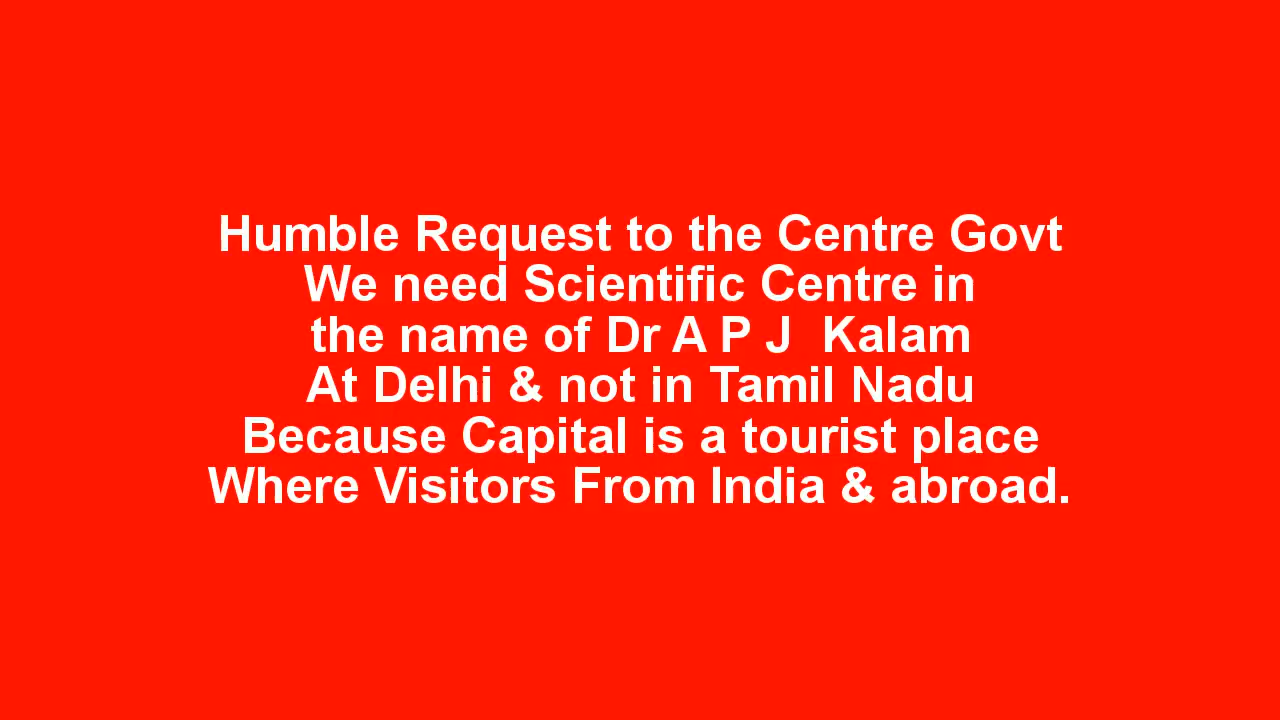 Humble Request to the Centre Govt
We need Scientific Centre in
the name of Dr A P J  Kalam
At Delhi & not in Tamil Nadu
Because Capital is a tourist place
Where Visitors From India & abroad.